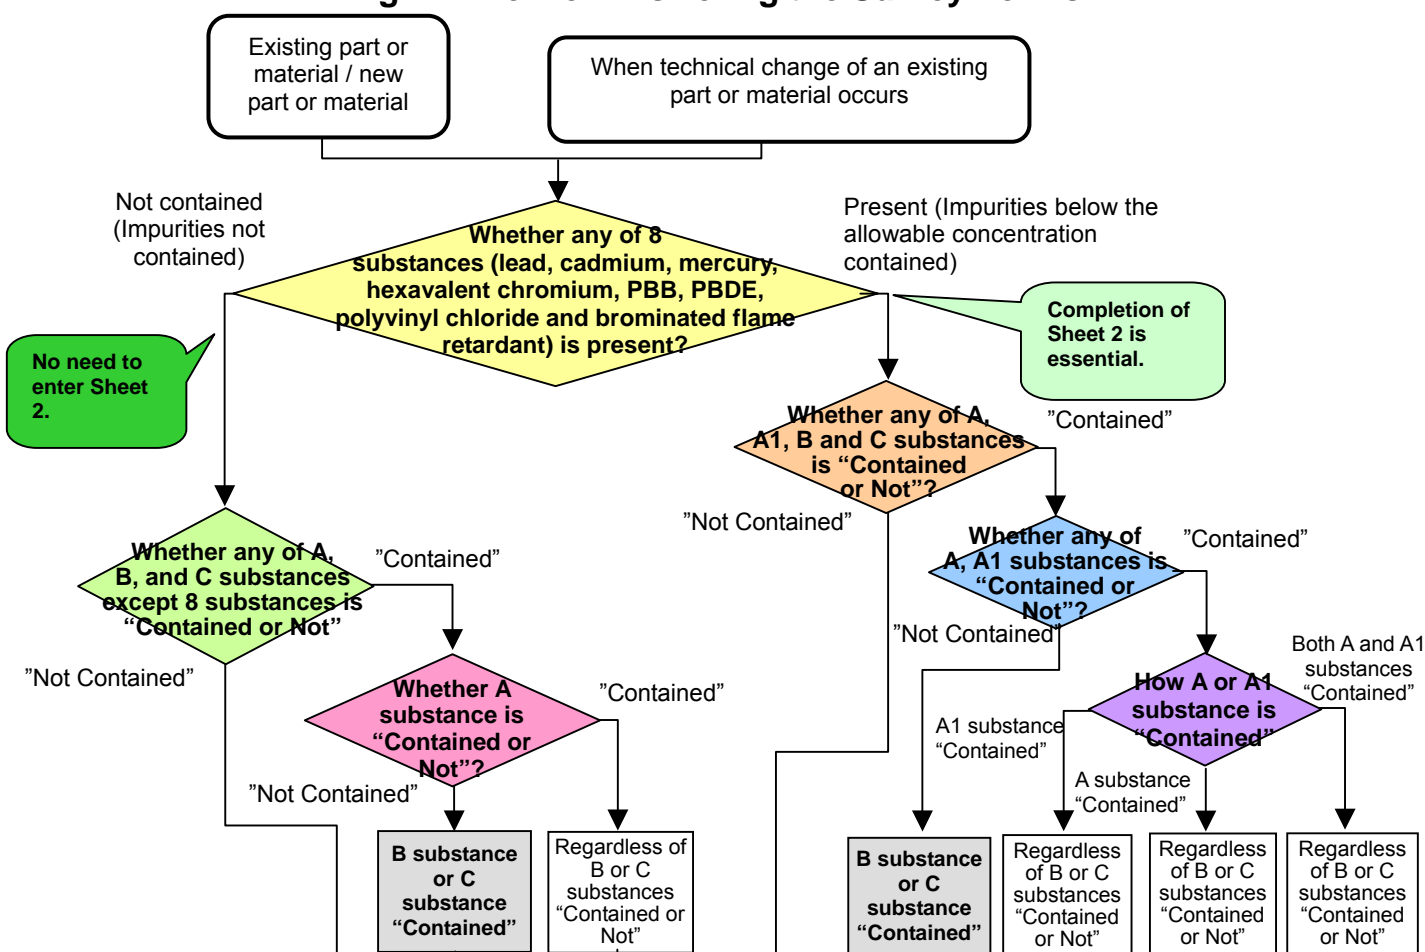 Existing part or
material / new
part or material
When technical change of an existing
part or material occurs
Not contained
(Impurities not
contained)
Whether any of 8
substances (lead, cadmium, mercury,
hexavalent chromium, PBB, PBDE,
polyvinyl chloride and brominated flame
retardant) is present?
Present (Impurities below the
allowable concentration
contained)
Completion of
Sheet 2 is
essential.
No need to
enter Sheet
2.
Whether any of A,
A1, B and C substances
is “Contained
or Not”?
”Contained”
”Not Contained”
Whether any of A,
B, and C substances
except 8 substances is
“Contained or Not”
”Contained”
”Not Contained”
Whether any of
A, A1 substances is
“Contained or
Not”?
”Contained”
”Not Contained”
Whether A
substance is
“Contained or
Not”?
”Contained”
”Not Contained”
How A or A1
substance is
“Contained”
Both A and A1
substances
“Contained”
A1 substance
“Contained”
A substance
“Contained”
B substance
or C
substance
“Contained”
Regardless of
B or C
substances
“Contained or
Not”
B substance
or C
substance
“Contained”
Regardless
of B or C
substances
“Contained
or Not”
Regardless
of B or C
substances
“Contained
or Not”
Regardless
of B or C
substances
“Contained
or Not”